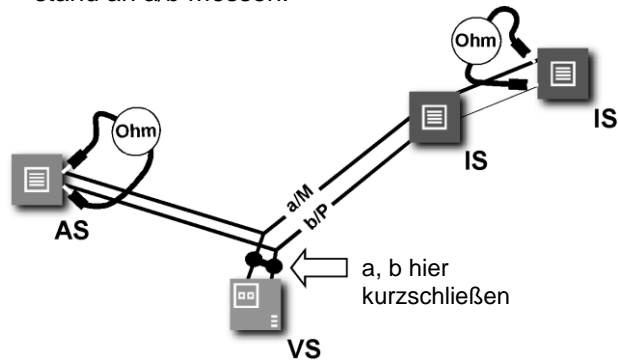 stand an a/b messen.
Ohm
IS
IS
Ohm
AS
a/M
b/P
a, b hier
kurzschließen
VS